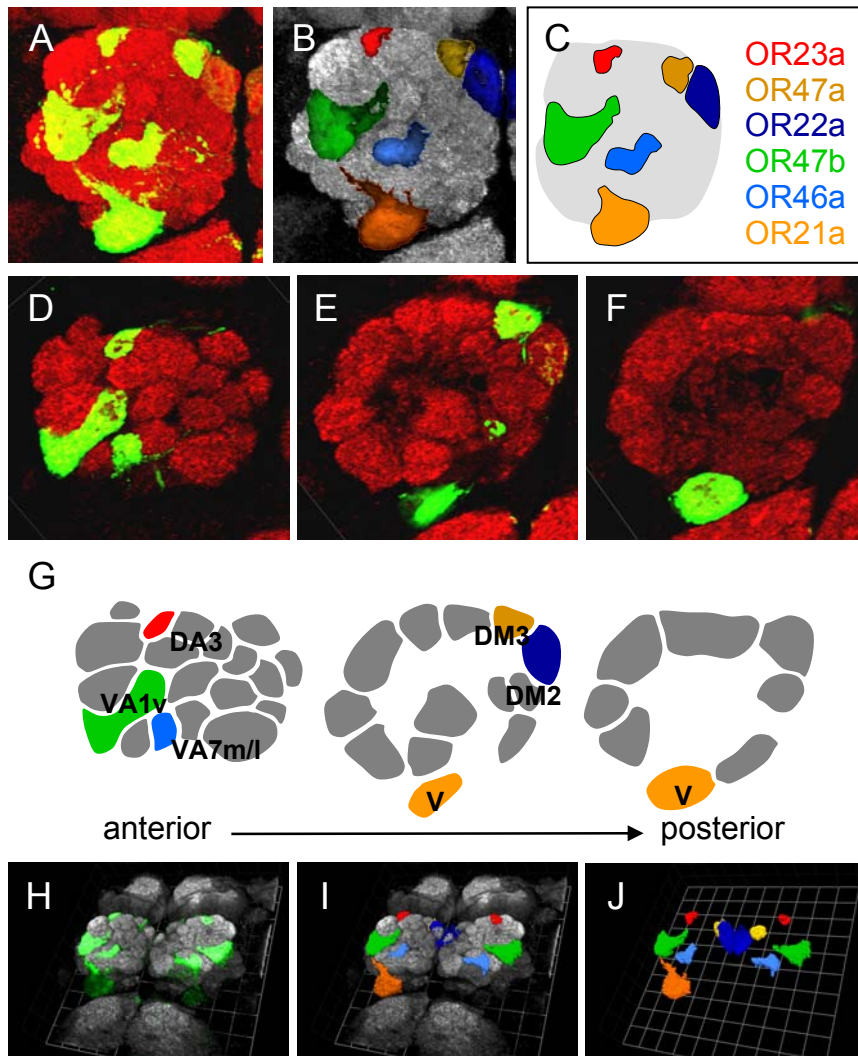 A
B
C
OR23a
OR47a
OR22a
OR47b
OR46a
OR21a
D
E
F
G
DA3
VA1v
VA7m/l
DM3
DM2
V
V
anterior
posterior
H
I
J